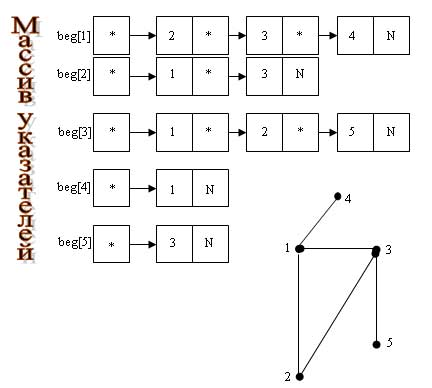 Массив указателей
beg[1] * 2 * 3 * 4 N
beg[2] * 1 * 3 N
beg[3] * 1 * 2 * 5 N
beg[4] * 1 N
beg[5] * 3 N
4
1 3
5
2